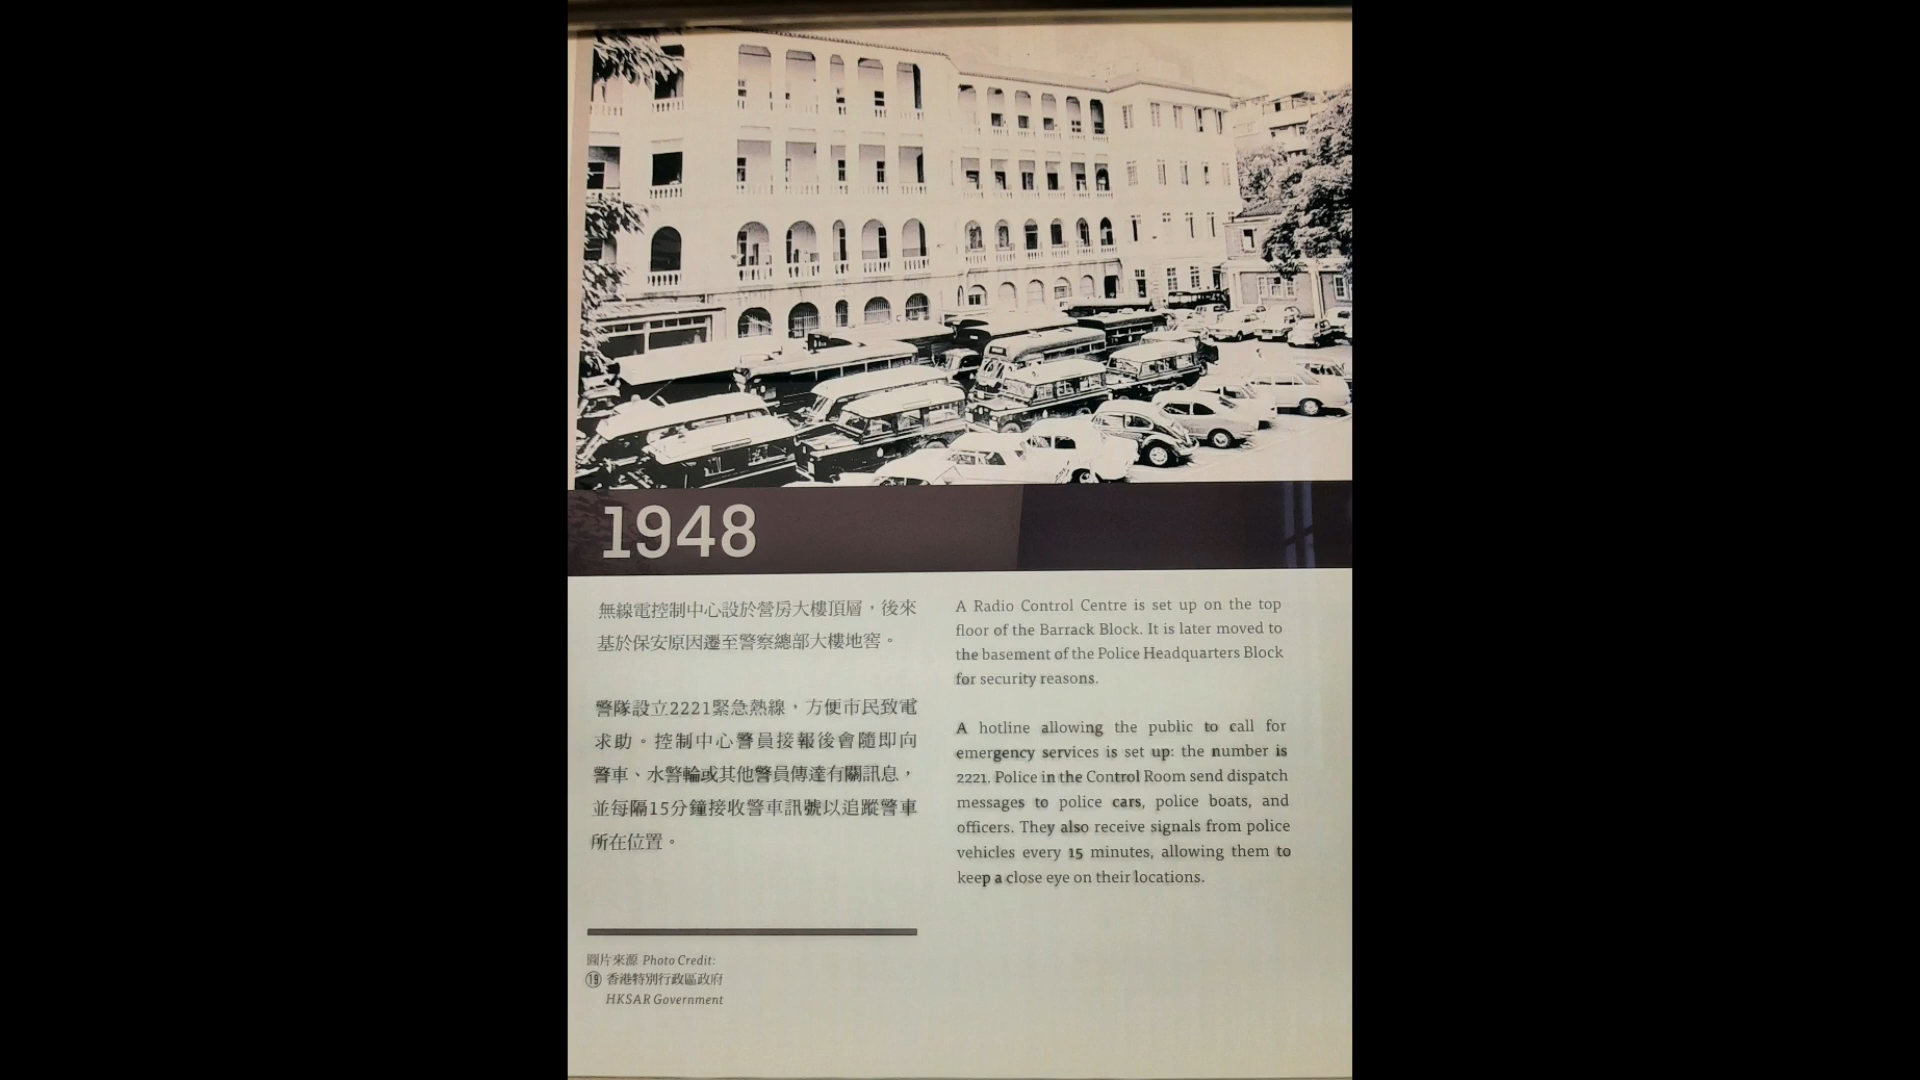 1948
無線電控制中心設於營房大樓頂層，後來
基於保安原因遷至警察總部大樓地窖。
警隊設立2221緊急熱線，方便市民致電
求助。控制中心警員接報後會隨即向
警車、水警輪或其他警員傳達有關訊息，
並每隔15分鐘接收警車訊號以追蹤警車
所在位置。
A Radio Control Centre is set up on the top
floor of the Barrack Block. It is later moved to
the basement of the Police Headquarters Block
for security reasons.
A hotline allowing the public to call for
emergency services is set up: the number is
2221. Police in the Control Room send dispatch
messages to police cars, police boats, and
officers. They also receive signals from police
vehicles every 15 minutes, allowing them to
keep a close eye on their locations.
圖片來源 Photo Credit:
⑲ 香港特別行政區政府
HKSAR Government